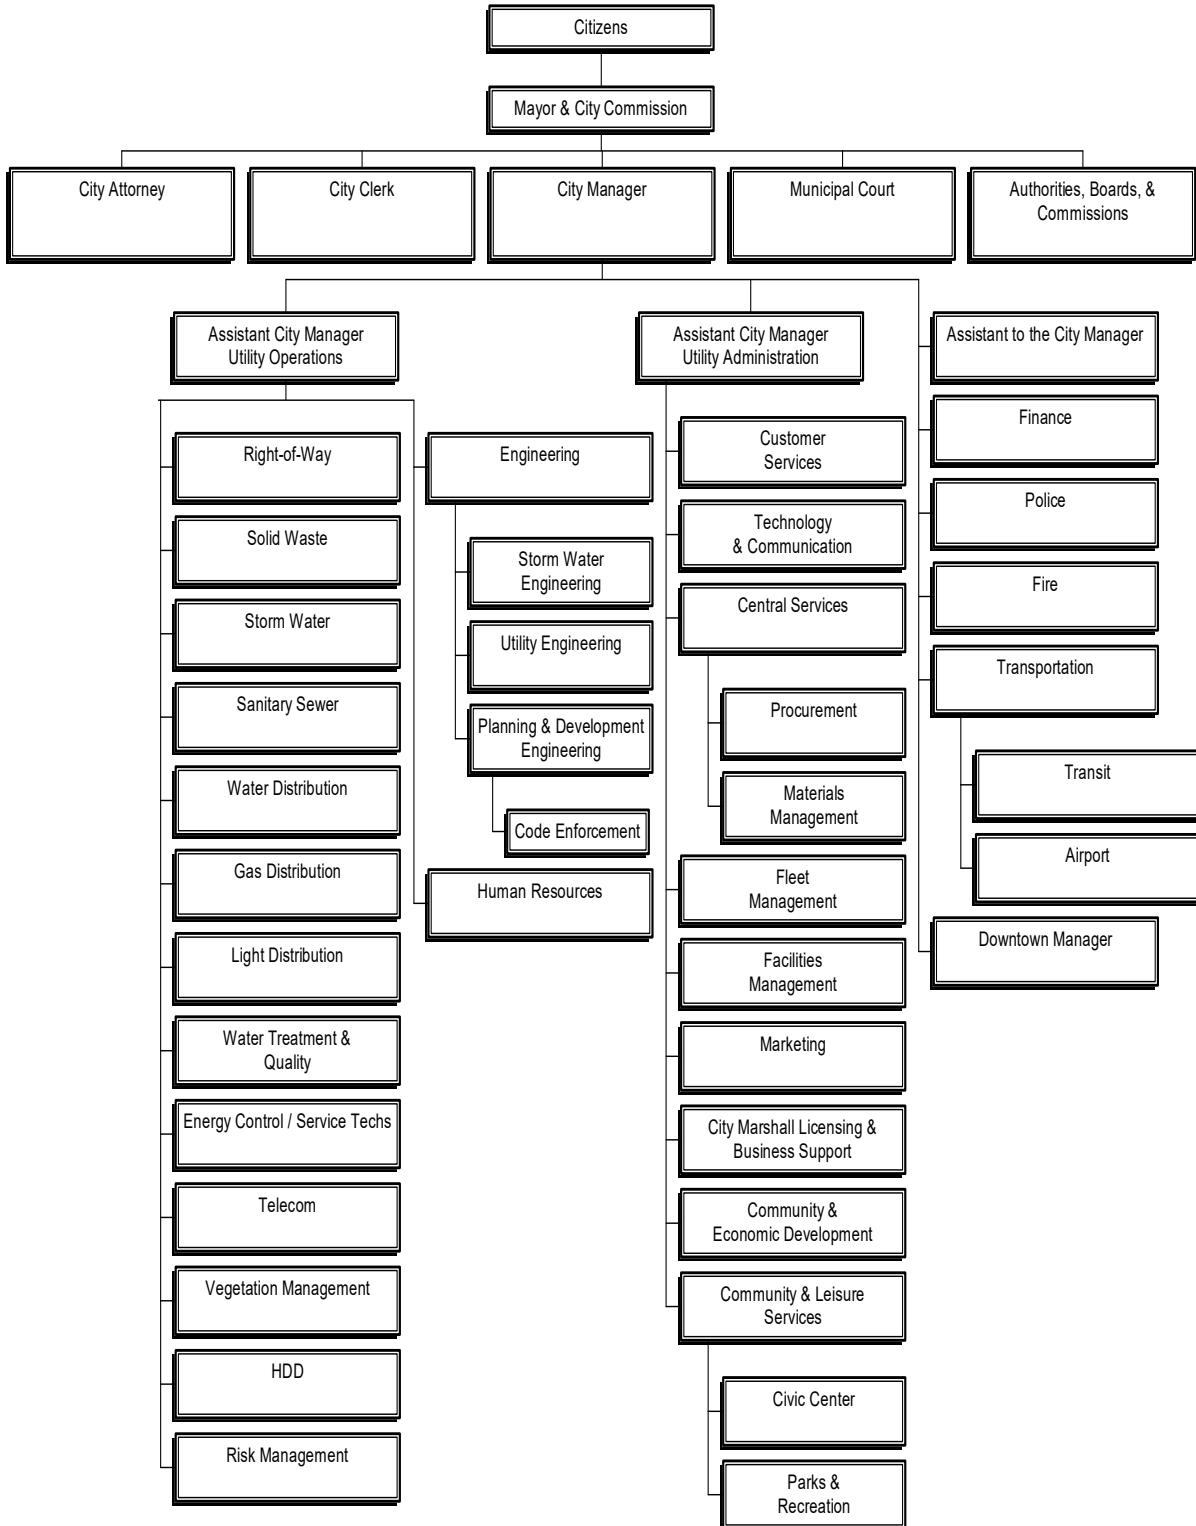 Citizens
Mayor & City Commission
City Attorney
City Clerk
City Manager
Municipal Court
Authorities, Boards, &
Commissions
Assistant City Manager
Utility Operations
Assistant City Manager
Utility Administration
Assistant to the City Manager
Right-of-Way
Solid Waste
Storm Water
Sanitary Sewer
Water Distribution
Gas Distribution
Light Distribution
Water Treatment &
Quality
Energy Control / Service Techs
Telecom
Vegetation Management
HDD
Risk Management
Engineering
Storm Water
Engineering
Utility Engineering
Planning & Development
Engineering
Code Enforcement
Human Resources
Customer
Services
Technology
& Communication
Central Services
Procurement
Materials
Management
Fleet
Management
Facilities
Management
Marketing
City Marshall Licensing &
Business Support
Community &
Economic Development
Community & Leisure
Services
Civic Center
Parks &
Recreation
Finance
Police
Fire
Transportation
Transit
Airport
Downtown Manager